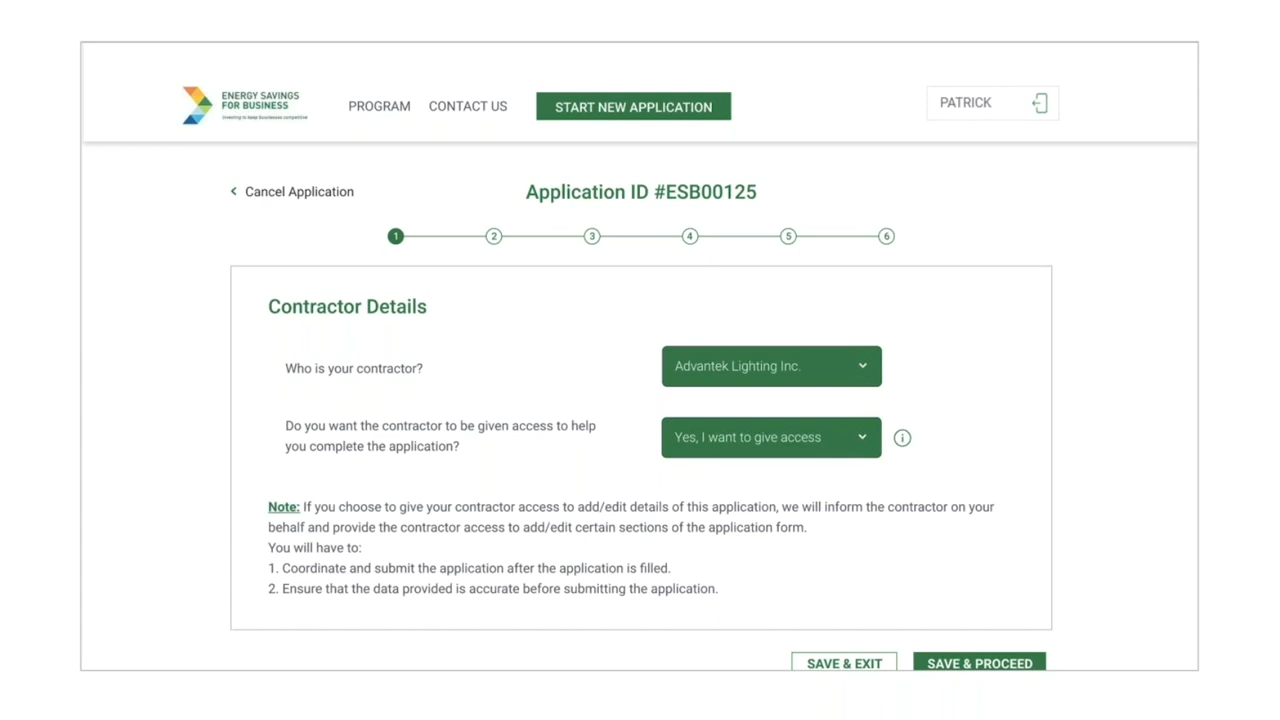 ENERGY SAVINGS
FOR BUSINESS
Investing to keep businesses competitive
PROGRAM
CONTACT US
START NEW APPLICATION
PATRICK
Cancel Application
Application ID #ESB00125
1 2 3 4 5 6
Contractor Details
Who is your contractor?
Advantek Lighting Inc.
Do you want the contractor to be given access to help
you complete the application?
Yes, I want to give access
Note: If you choose to give your contractor access to add/edit details of this application, we will inform the contractor on your
behalf and provide the contractor access to add/edit certain sections of the application form.
You will have to:
1. Coordinate and submit the application after the application is filled.
2. Ensure that the data provided is accurate before submitting the application.
SAVE & EXIT
SAVE & PROCEED